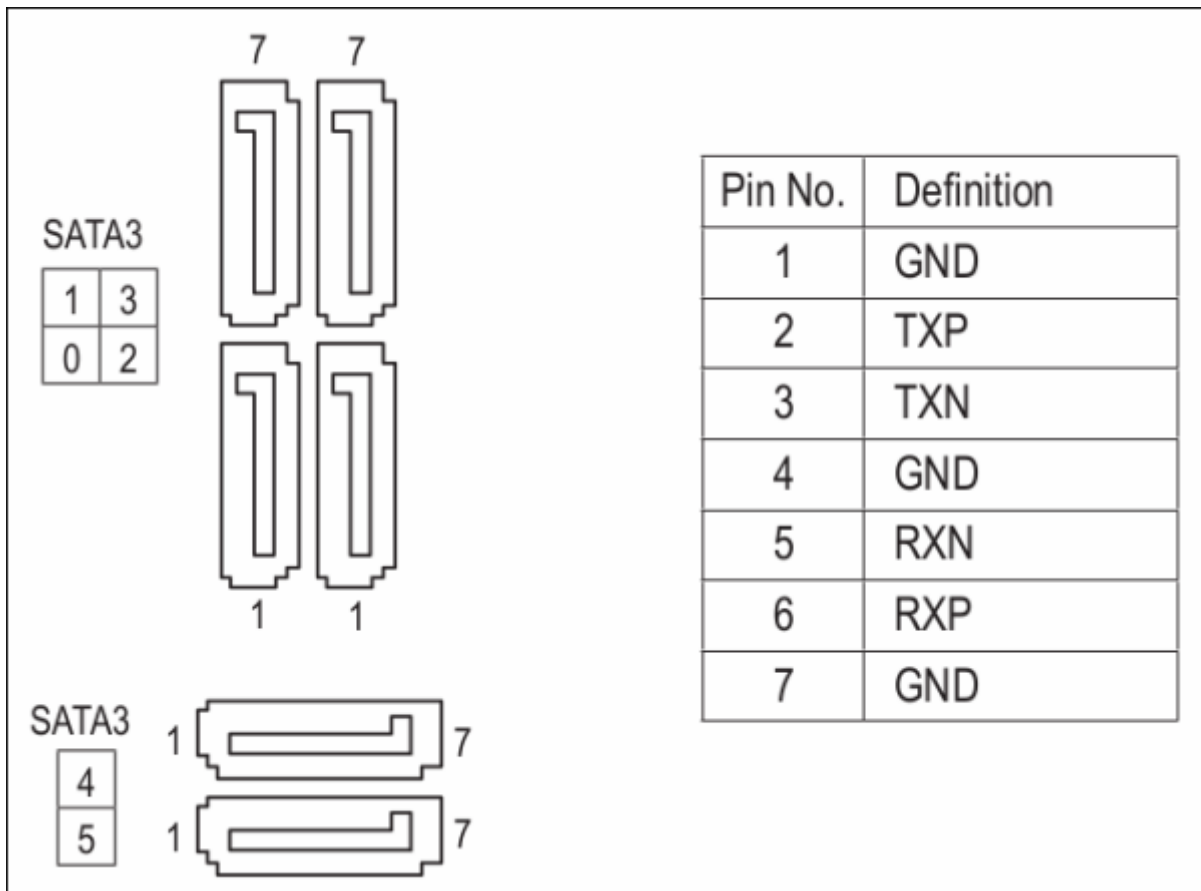 7 7
SATA3
1 3
0 2
1 1
SATA3
4
5
1 7
1 7
Pin No. Definition
1 GND
2 TXP
3 TXN
4 GND
5 RXN
6 RXP
7 GND